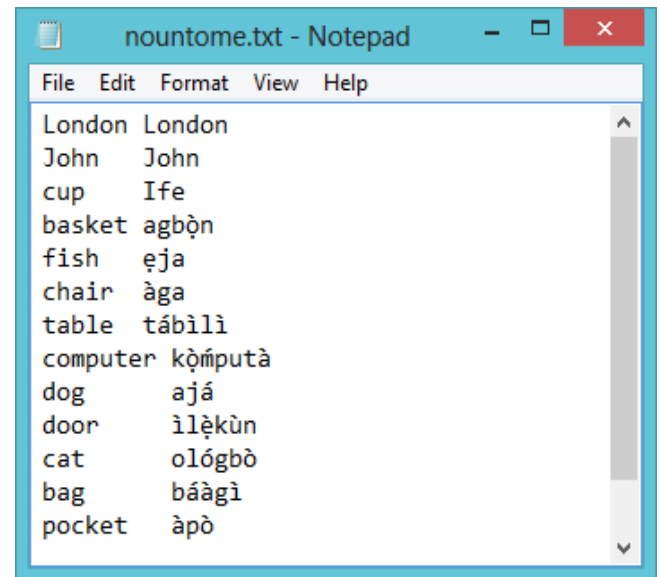 nountome.txt - Notepad
File Edit Format View Help
London London
John John
cup Ife
basket agbọ̀n
fish ẹja
chair àga
table tábìlì
computer kọ̀ḿputà
dog ajá
door ìlẹ̀kùn
cat ológbò
bag báàgì
pocket àpò